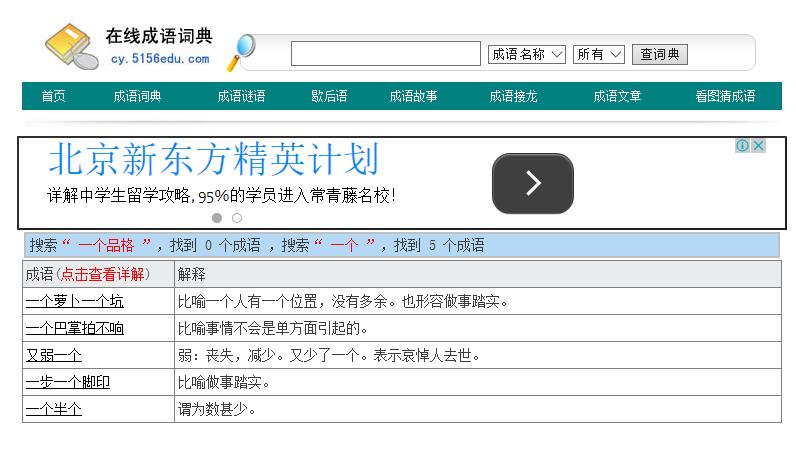 在线成语词典
cy.5156edu.com
成语名称 所有 查词典
首页 成语词典 成语谜语 歇后语 成语故事 成语接龙 成语文章 看图猜成语
北京新东方精英计划
详解中学生留学攻略,95%的学员进入常青藤名校!
搜索“ 一个品格 ”，找到 0 个成语 ，搜索“ 一个 ”，找到 5 个成语
成语(点击查看详解) 解释
一个萝卜一个坑 比喻一个人有一个位置，没有多余。也形容做事踏实。
一个巴掌拍不响 比喻事情不会是单方面引起的。
又弱一个 弱：丧失，减少。又少了一个。表示哀悼人去世。
一步一个脚印 比喻做事踏实。
一个半个 谓为数甚少。